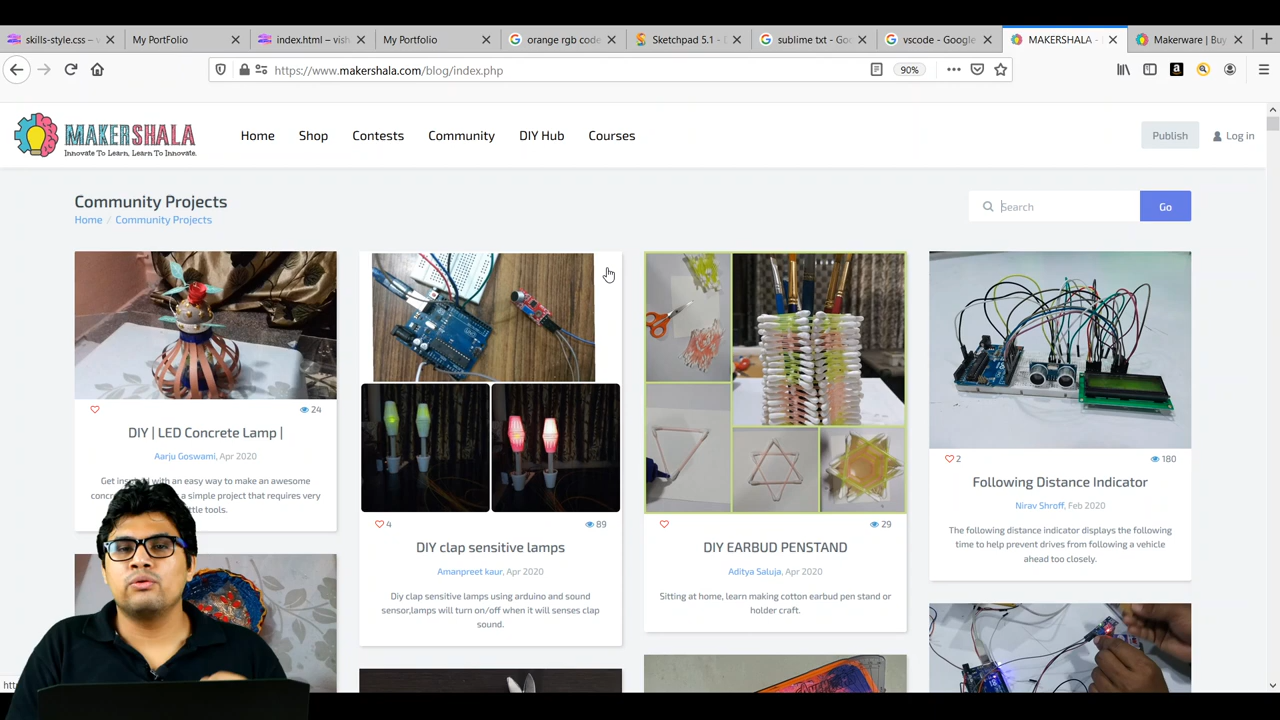 skills-style.css – v
My PortFolio
index.html – vish
My Portfolio
orange rgb code
Sketchpad 5.1 - D
sublime txt - Goo
vscode - Google
MAKERSHALA -
Makerware | Buy
https://www.makershala.com/blog/index.php
90%
MAKERSHALA
Innovate To Learn, Learn To Innovate.
Home
Shop
Contests
Community
DIY Hub
Courses
Publish
Log in
Community Projects
Home / Community Projects
Search
Go
24
DIY | LED Concrete Lamp |
Aarju Goswami, Apr 2020
Get with an easy way to make an awesome
a simple project that requires very
tools.
4
89
DIY clap sensitive lamps
Amanpreet kaur, Apr 2020
Diy clap sensitive lamps using arduino and sound
sensor,lamps will turn on/off when it will senses clap
sound.
29
DIY EARBUD PENSTAND
Aditya Saluja, Apr 2020
Sitting at home, learn making cotton earbud pen stand or
holder craft.
2
180
Following Distance Indicator
Nirav Shroff, Feb 2020
The following distance indicator displays the following
time to help prevent drives from following a vehicle
ahead too closely.